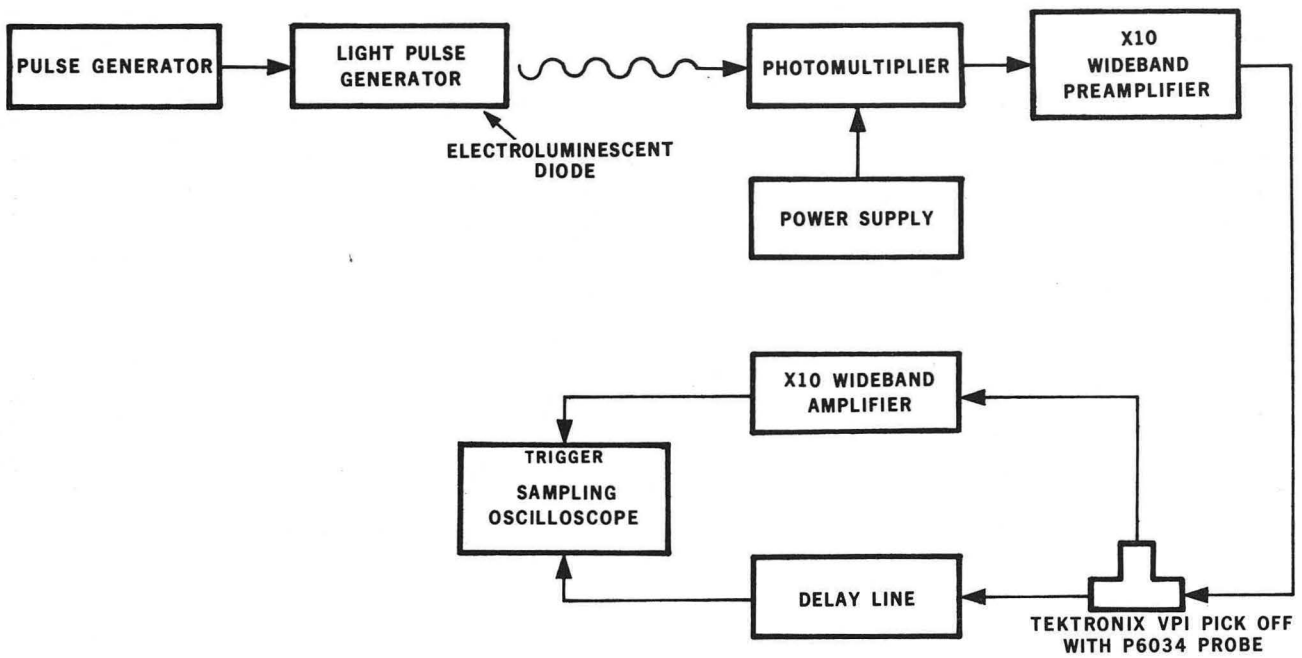 PULSE GENERATOR
LIGHT PULSE
GENERATOR
ELECTROLUMINESCENT
DIODE
PHOTOMULTIPLIER
X10
WIDEBAND
PREAMPLIFIER
POWER SUPPLY
X10 WIDEBAND
AMPLIFIER
TRIGGER
SAMPLING
OSCILLOSCOPE
DELAY LINE
TEKTRONIX VPI PICK OFF
WITH P6034 PROBE